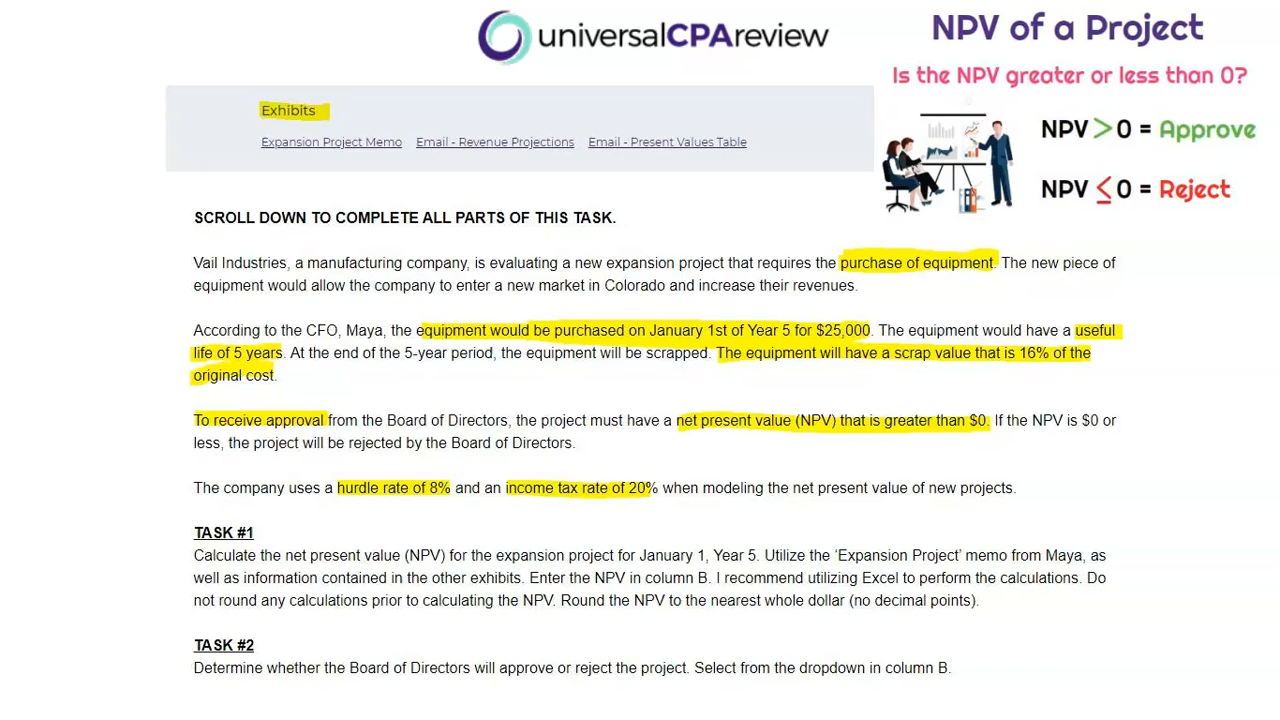 universalCPAreview
NPV of a Project
Is the NPV greater or less than 0?
NPV > 0 = Approve
NPV ≤ 0 = Reject
Exhibits
Expansion Project Memo Email - Revenue Projections Email - Present Values Table
SCROLL DOWN TO COMPLETE ALL PARTS OF THIS TASK.
Vail Industries, a manufacturing company, is evaluating a new expansion project that requires the purchase of equipment. The new piece of
equipment would allow the company to enter a new market in Colorado and increase their revenues.
According to the CFO, Maya, the equipment would be purchased on January 1st of Year 5 for $25,000. The equipment would have a useful
life of 5 years. At the end of the 5-year period, the equipment will be scrapped. The equipment will have a scrap value that is 16% of the
original cost.
To receive approval from the Board of Directors, the project must have a net present value (NPV) that is greater than $0. If the NPV is $0 or
less, the project will be rejected by the Board of Directors.
The company uses a hurdle rate of 8% and an income tax rate of 20% when modeling the net present value of new projects.
TASK #1
Calculate the net present value (NPV) for the expansion project for January 1, Year 5. Utilize the ‘Expansion Project’ memo from Maya, as
well as information contained in the other exhibits. Enter the NPV in column B. I recommend utilizing Excel to perform the calculations. Do
not round any calculations prior to calculating the NPV. Round the NPV to the nearest whole dollar (no decimal points).
TASK #2
Determine whether the Board of Directors will approve or reject the project. Select from the dropdown in column B.